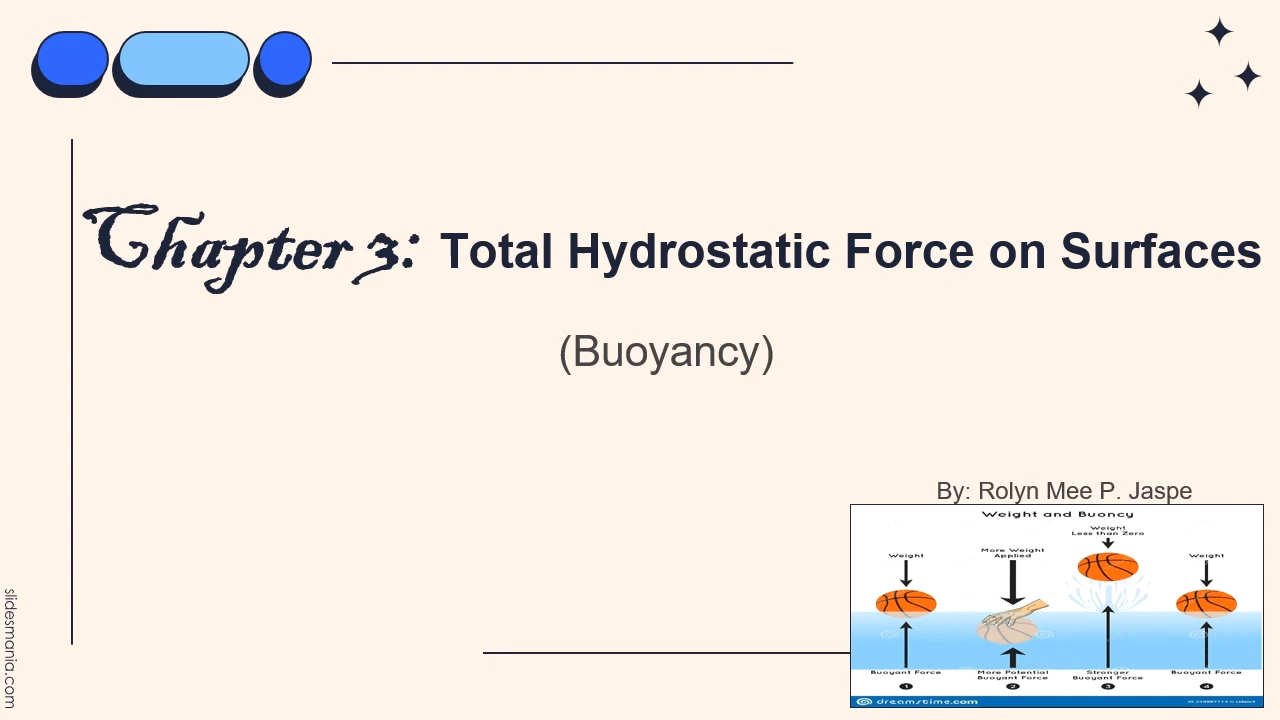 Chapter 3: Total Hydrostatic Force on Surfaces
(Buoyancy)
By: Rolyn Mee P. Jaspe
Weight and Buoncy
Weight
Less than Zero
More Weight
Applied
Weight
Weight
Buoyant Force
More Potential
Buoyant Force
Stronger
Buoyant Force
Buoyant Force
1
2
3
4
dreamstime.com
slidesmania.com